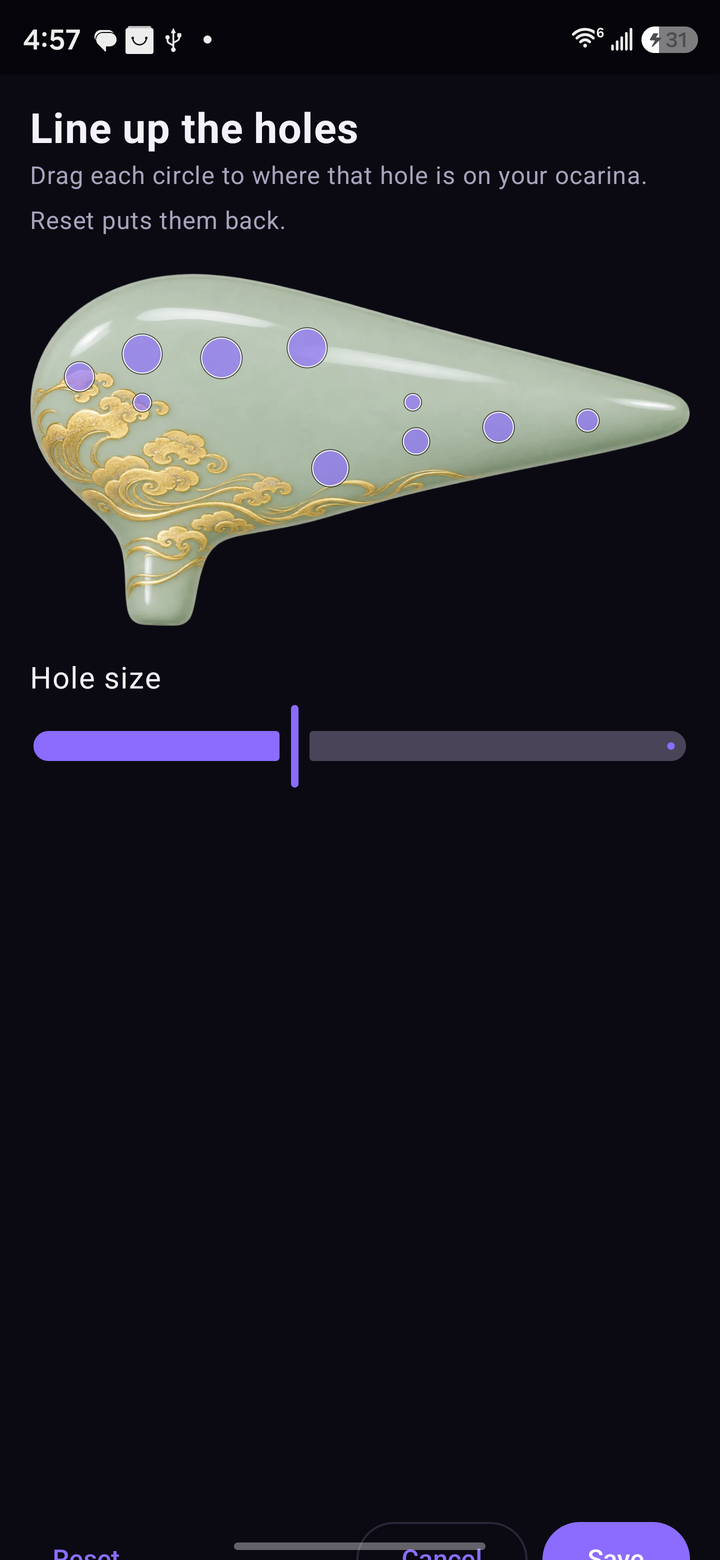 4:57
6
31
Line up the holes
Drag each circle to where that hole is on your ocarina.
Reset puts them back.
Hole size
Reset
Cancel
Save